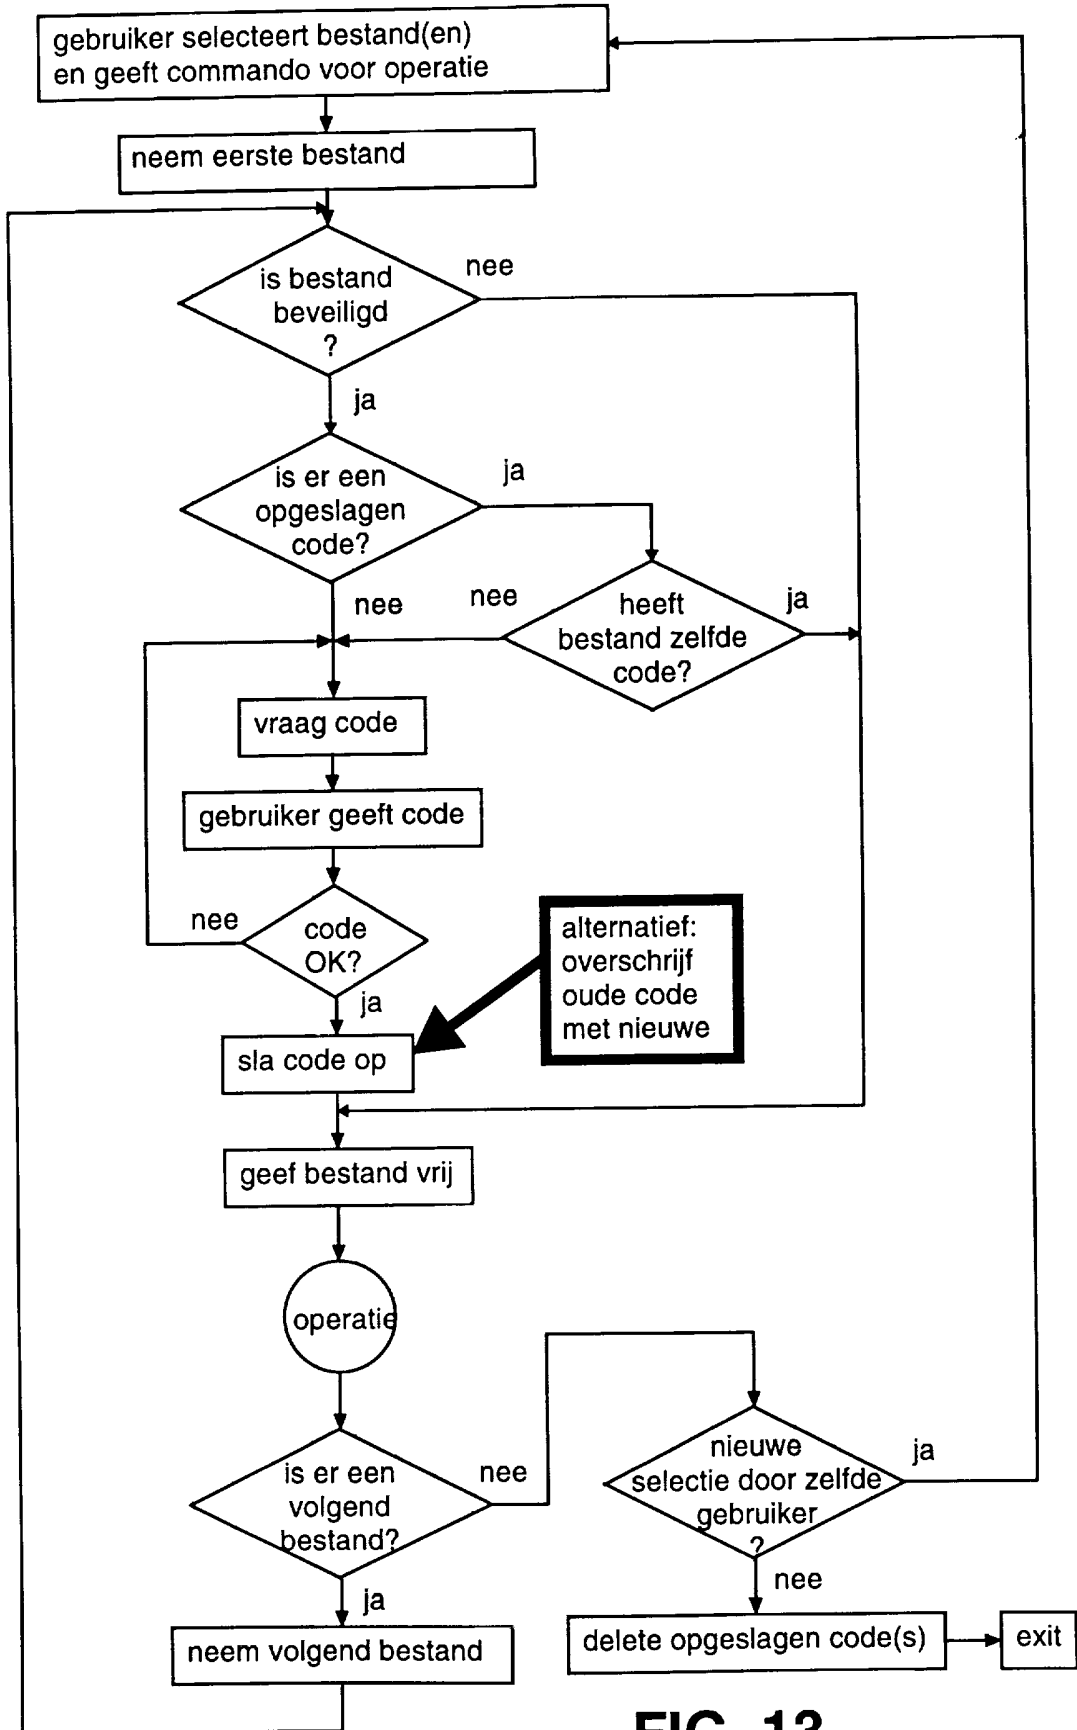 gebruiker selecteert bestand(en)
en geeft commando voor operatie
neem eerste bestand
is bestand
beveiligd
?
nee
ja
is er een
opgeslagen
code?
ja
nee
nee
heeft
bestand zelfde
code?
ja
vraag code
gebruiker geeft code
nee
code
OK?
ja
alternatief:
overschrijf
oude code
met nieuwe
sla code op
geef bestand vrij
operatie
is er een
volgend
bestand?
nee
nieuwe
selectie door zelfde
gebruiker
?
ja
ja
nee
neem volgend bestand
delete opgeslagen code(s)
exit
FIG. 13